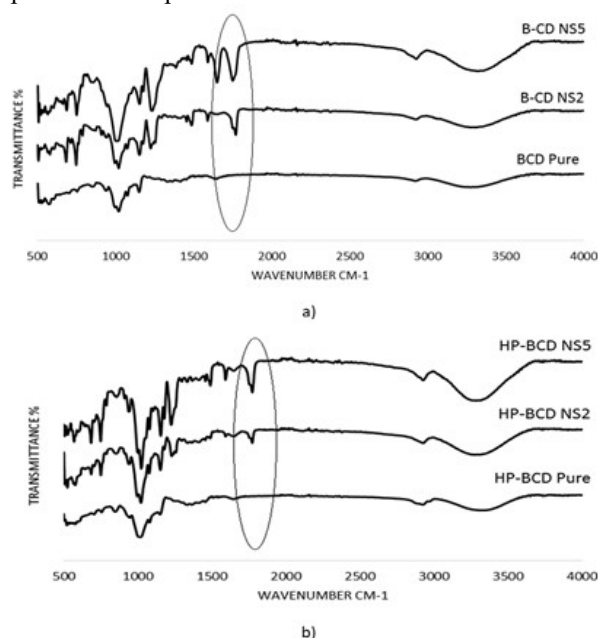 B-CD NS5
B-CD NS2
BCD Pure
TRANSMITTANCE %
500 1000 1500 2000 2500 3000 3500 4000
WAVENUMBER CM-1
a)
HP-BCD NS5
HP-BCD NS2
HP-BCD Pure
TRANSMITTANCE %
500 1000 1500 2000 2500 3000 3500 4000
WAVENUMBER CM-1
b)